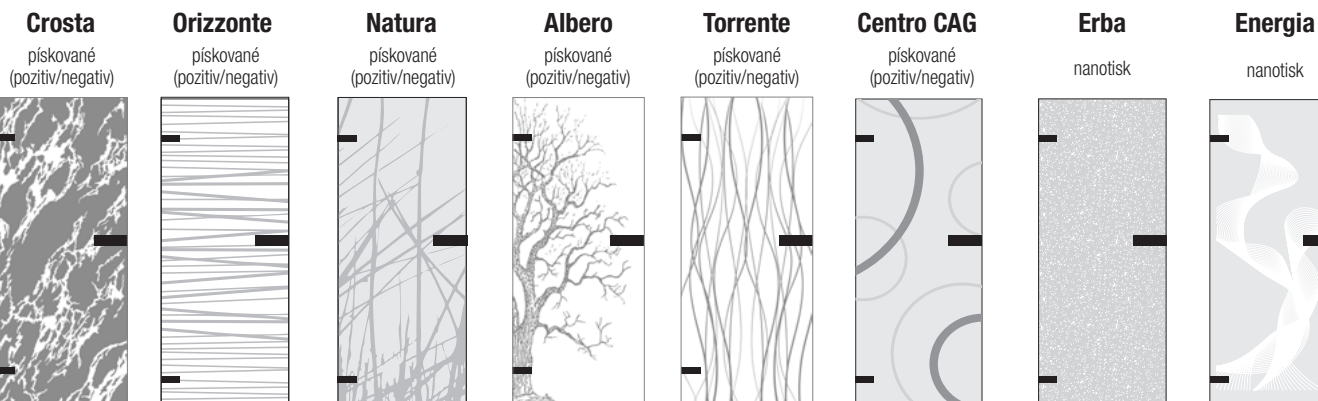 Crosta
pískované
(pozitiv/negativ)
Orizzonte
pískované
(pozitiv/negativ)
Natura
pískované
(pozitiv/negativ)
Albero
pískované
(pozitiv/negativ)
Torrente
pískované
(pozitiv/negativ)
Centro CAG
pískované
(pozitiv/negativ)
Erba
nanotisk
Energia
nanotisk